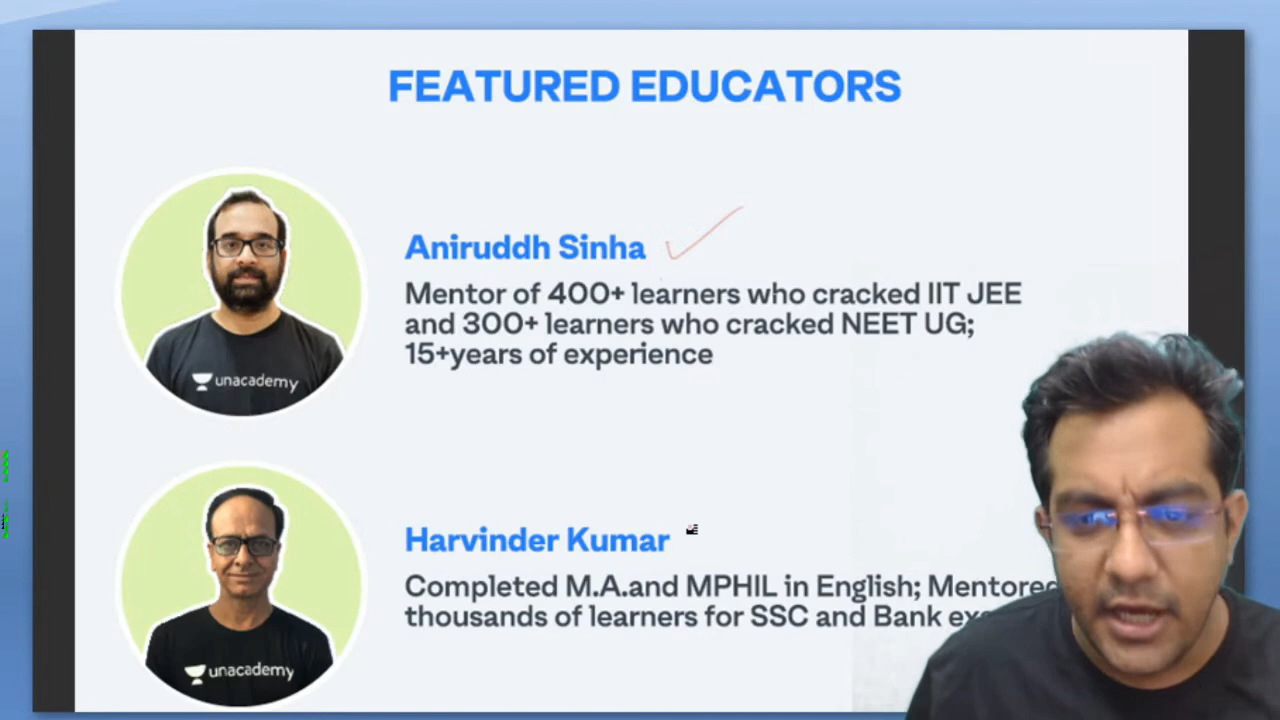 FEATURED EDUCATORS
Aniruddh Sinha
Mentor of 400+ learners who cracked IIT JEE
and 300+ learners who cracked NEET UG;
15+years of experience
unacademy
Harvinder Kumar
Completed M.A.and MPHIL in English; Mentored
thousands of learners for SSC and Bank
unacademy